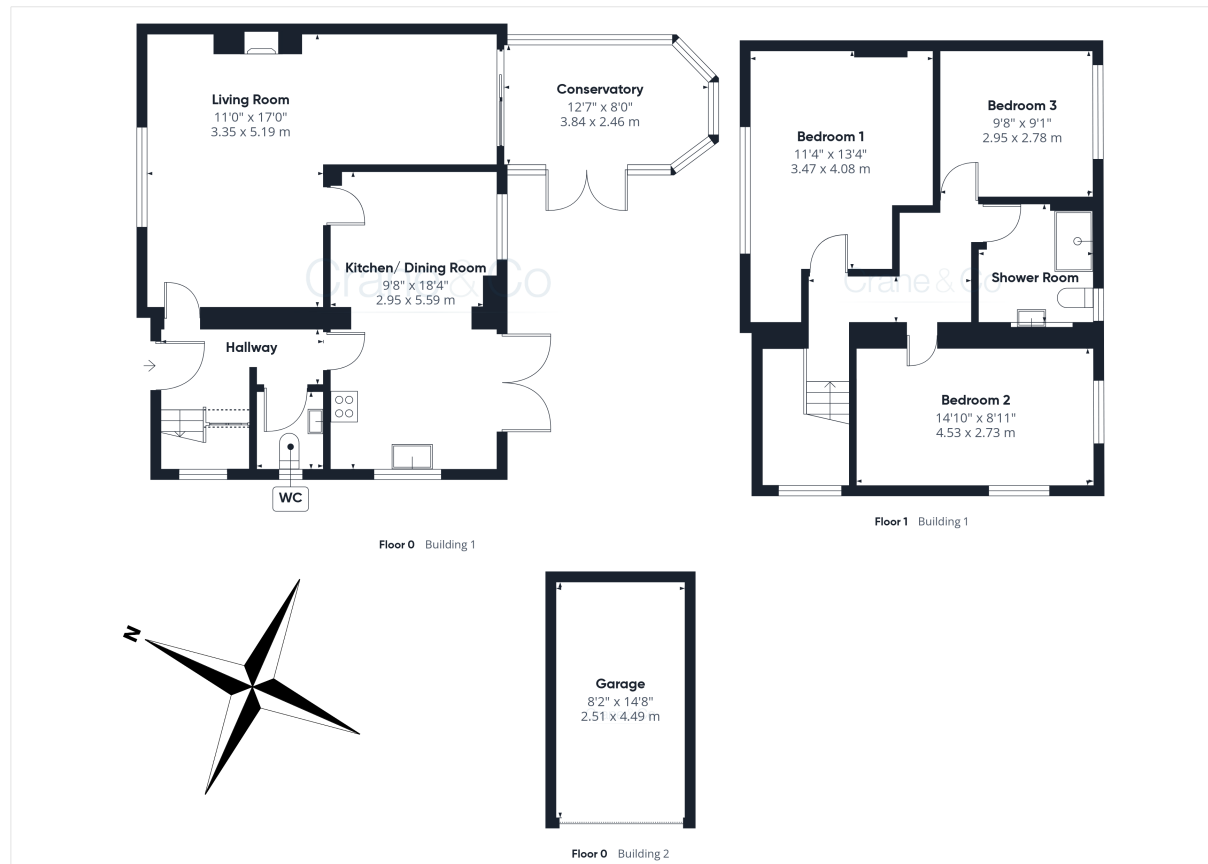 Living Room
11'0" x 17'0"
3.35 x 5.19 m
Conservatory
12'7" x 8'0"
3.84 x 2.46 m
Kitchen/ Dining Room
9'8" x 18'4"
2.95 x 5.59 m
Hallway
WC
Crane & Co
Floor 0 Building 1
Bedroom 1
11'4" x 13'4"
3.47 x 4.08 m
Bedroom 3
9'8" x 9'1"
2.95 x 2.78 m
Shower Room
Crane & Co
Bedroom 2
14'10" x 8'11"
4.53 x 2.73 m
Floor 1 Building 1
N
Garage
8'2" x 14'8"
2.51 x 4.49 m
Floor 0 Building 2